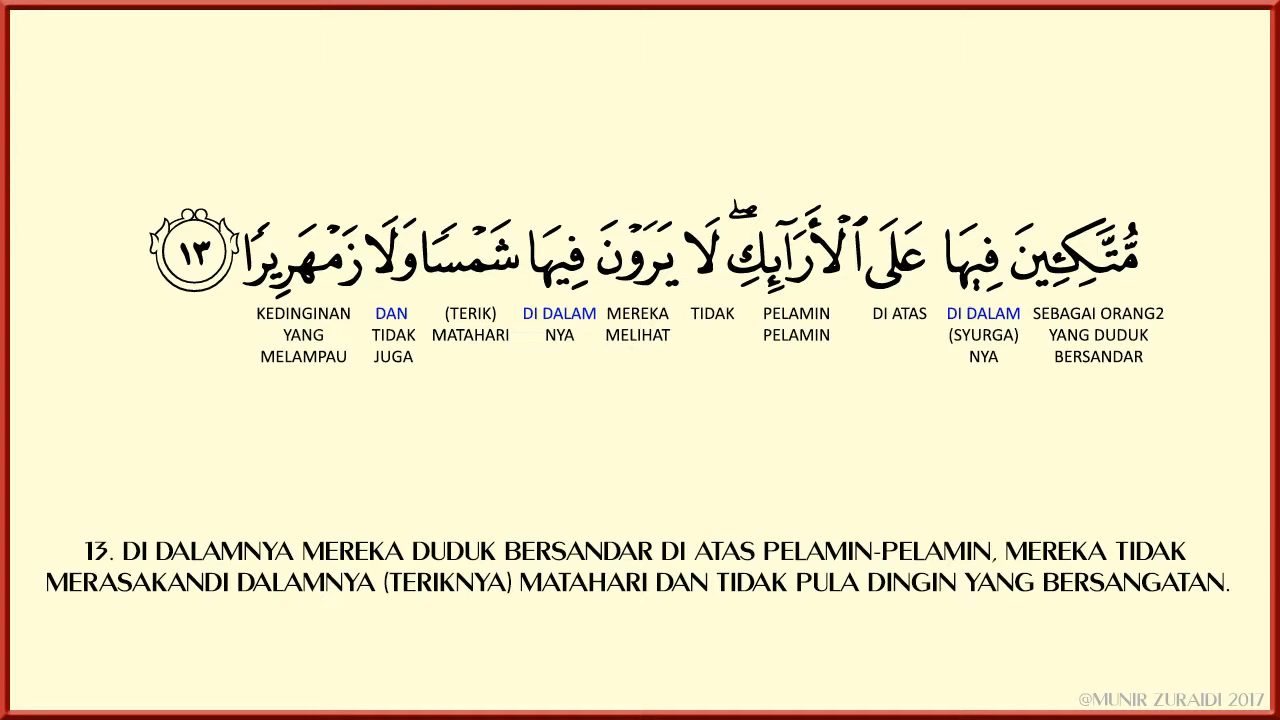 مُّتَّكِـِٔينَ فِيهَا عَلَى ٱلْأَرَآئِكِ ۖ لَا يَرَوْنَ فِيهَا شَمْسًا وَلَا زَمْهَرِيرًا ١٣
KEDINGINAN DAN (TERIK) DI DALAM MEREKA TIDAK PELAMIN DI ATAS DI DALAM SEBAGAI ORANG2
YANG TIDAK MATAHARI NYA MELIHAT PELAMIN (SYURGA) YANG DUDUK
MELAMPAU JUGA NYA BERSANDAR
13. DI DALAMNYA MEREKA DUDUK BERSANDAR DI ATAS PELAMIN-PELAMIN, MEREKA TIDAK
MERASAKANDI DALAMNYA (TERIKNYA) MATAHARI DAN TIDAK PULA DINGIN YANG BERSANGATAN.
@MUNIR ZURAIDI 2017